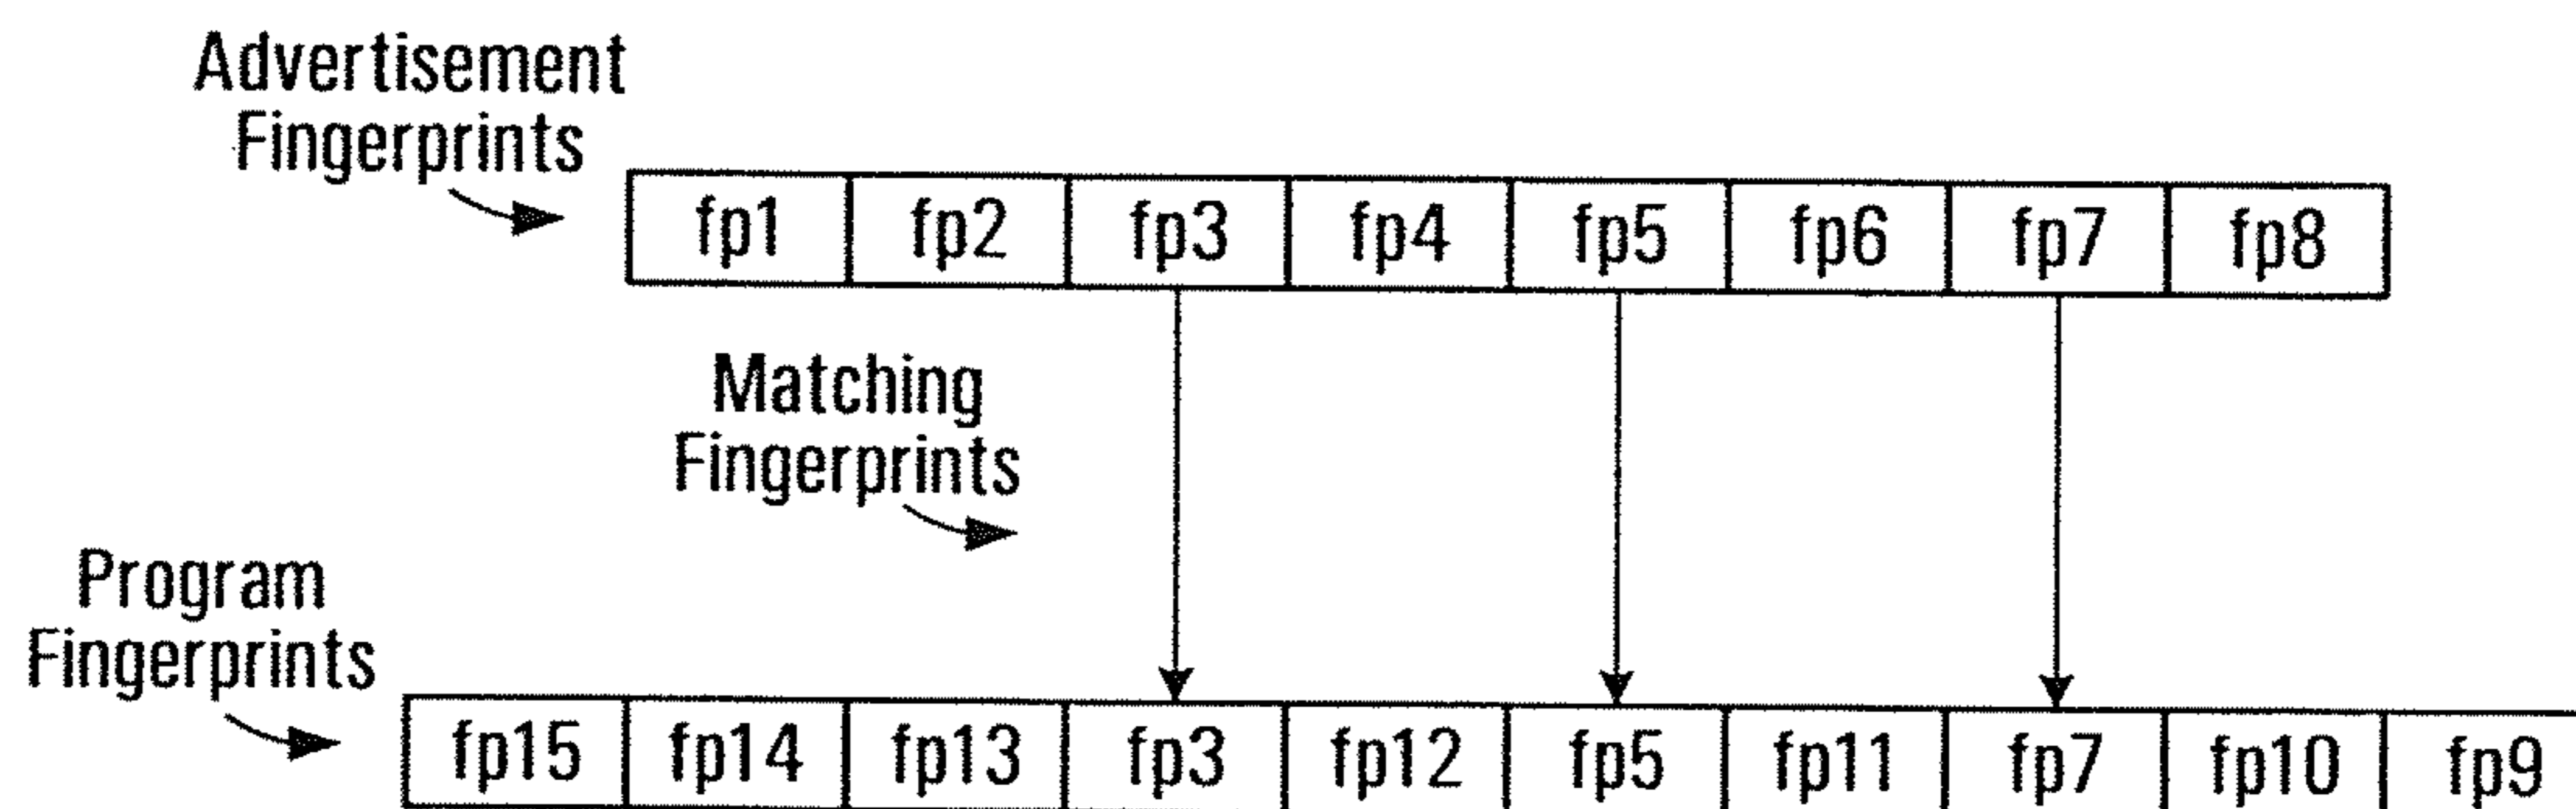 Advertisement
Fingerprints
fp1 fp2 fp3 fp4 fp5 fp6 fp7 fp8
Matching
Fingerprints
Program
Fingerprints
fp15 fp14 fp13 fp3 fp12 fp5 fp11 fp7 fp10 fp9